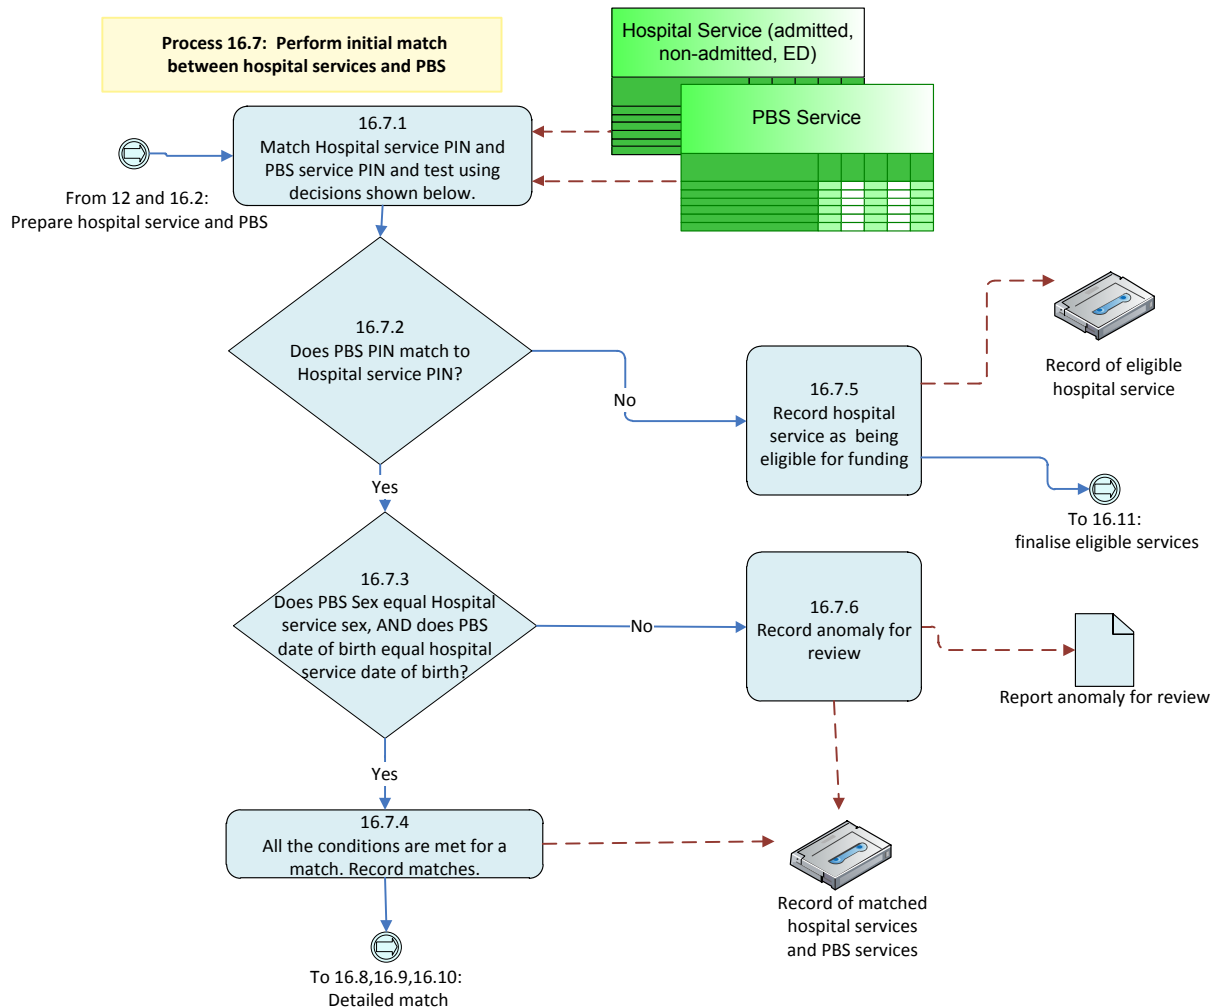 Process 16.7:  Perform initial match
between hospital services and PBS
Hospital Service (admitted,
non-admitted, ED)
PBS Service
16.7.1
Match Hospital service PIN and
PBS service PIN and test using
decisions shown below.
From 12 and 16.2:
Prepare hospital service and PBS
16.7.2
Does PBS PIN match to
Hospital service PIN?
No
16.7.5
Record hospital
service as  being
eligible for funding
Record of eligible
hospital service
To 16.11:
finalise eligible services
Yes
16.7.3
Does PBS Sex equal Hospital
service sex, AND does PBS
date of birth equal hospital
service date of birth?
No
16.7.6
Record anomaly for
review
Report anomaly for review
Yes
16.7.4
All the conditions are met for a
match. Record matches.
Record of matched
hospital services
and PBS services
To 16.8,16.9,16.10:
Detailed match